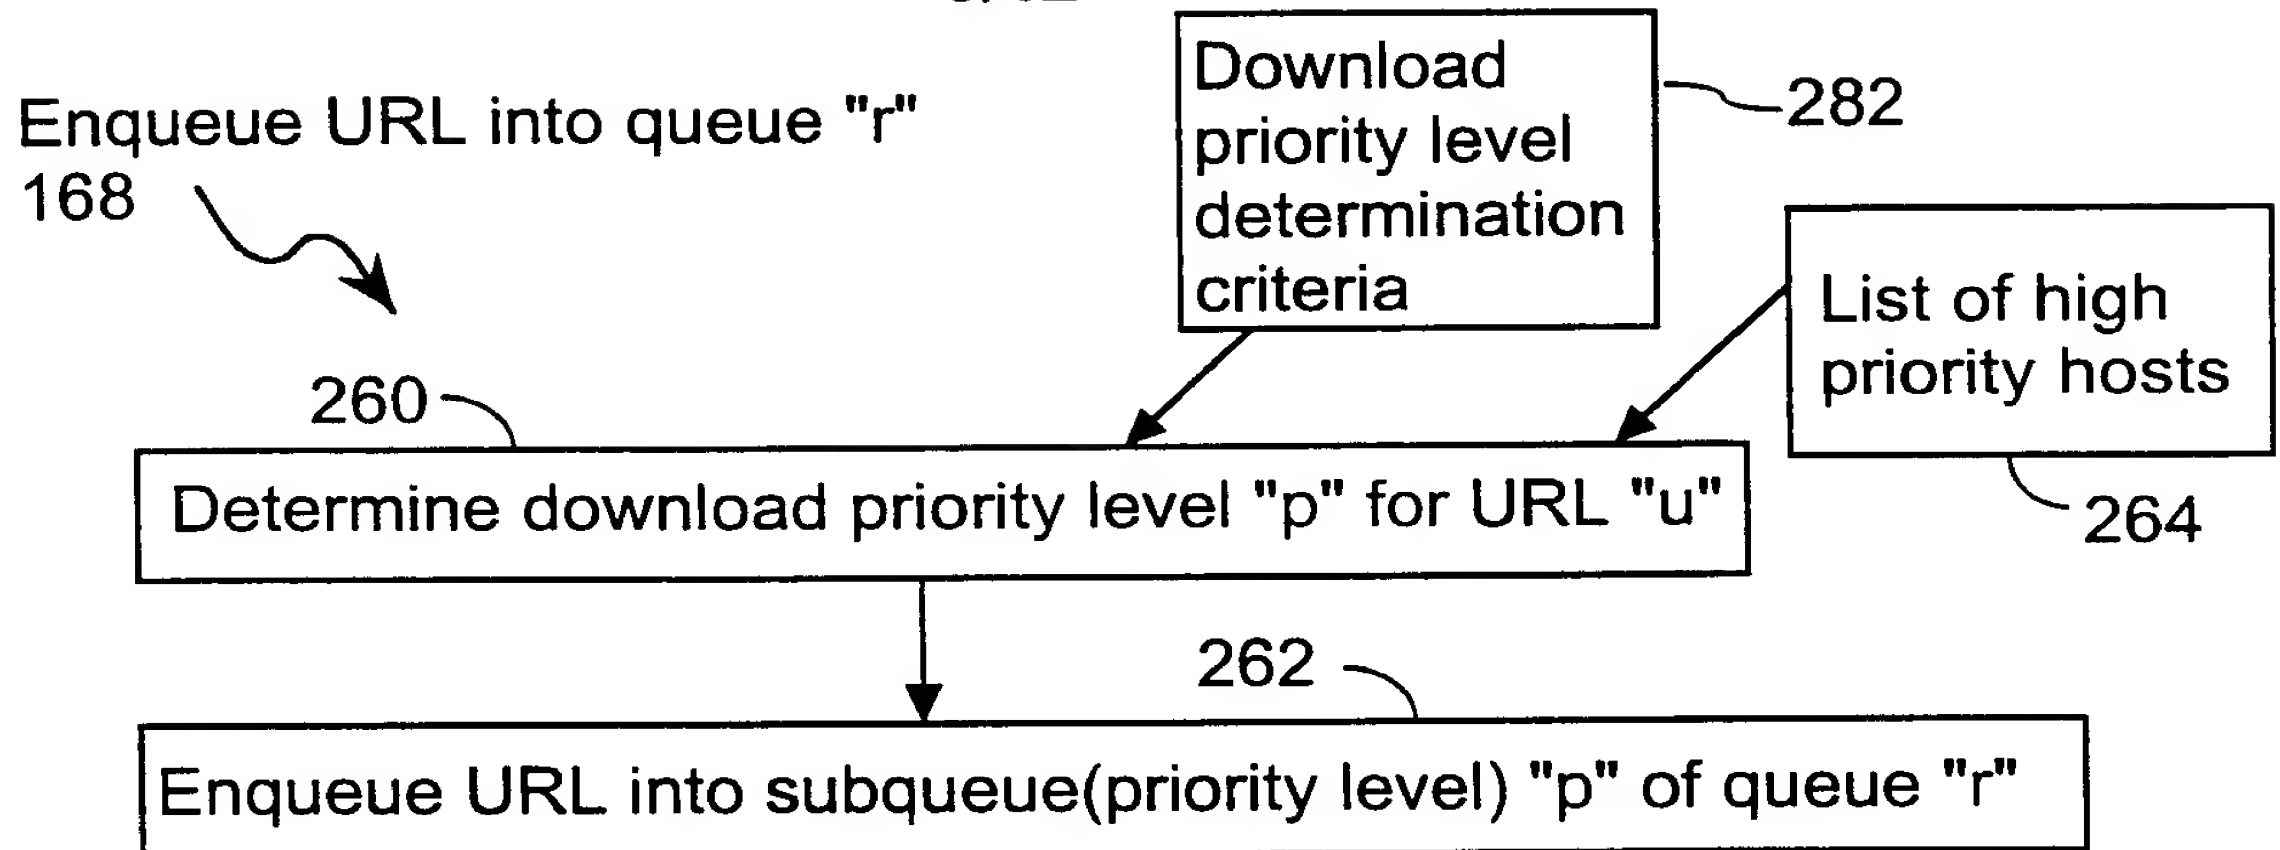 Enqueue URL into queue "r"
168
Download
priority level
determination
criteria
282
List of high
priority hosts
264
260
Determine download priority level "p" for URL "u"
262
Enqueue URL into subqueue(priority level) "p" of queue "r"